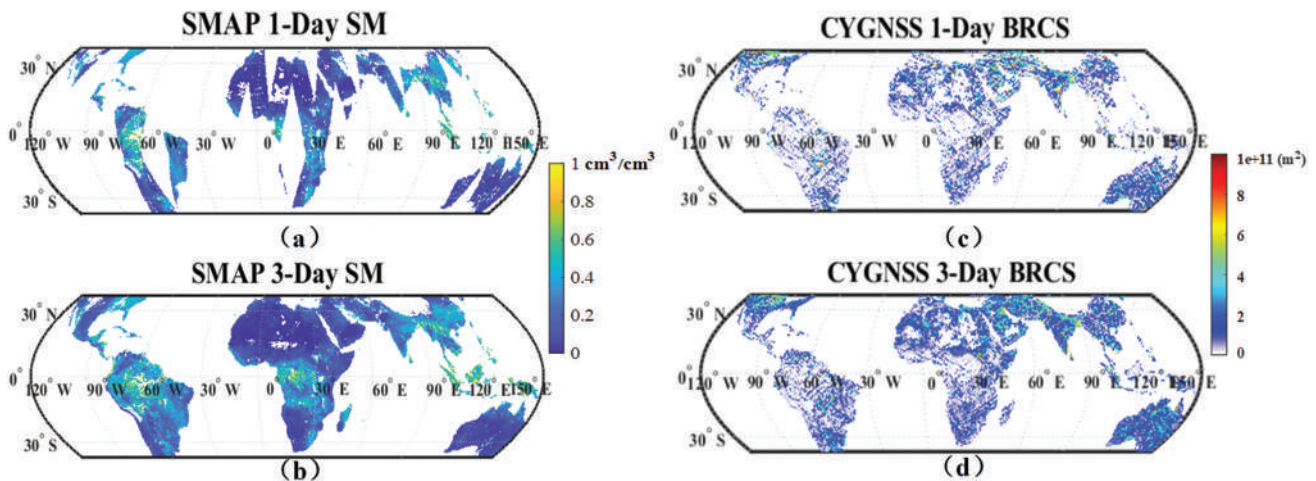 SMAP 1-Day SM
30° N
0°
120° W 90° W 60° W 30° W 0° 30° E 60° E 90° E 120° E 150° E
30° S
(a)
SMAP 3-Day SM
30° N
0°
120° W 90° W 60° W 30° W 0 30° E 60° E 90° E 120° E 150° E
30° S
(b)
1 cm³/cm³
0.8
0.6
0.4
0.2
0
CYGNSS 1-Day BRCS
30° N
0°
120° W 90° W 60° W 30° W 0° 30° E 60° E 90° E 120° E 150° E
30° S
(c)
CYGNSS 3-Day BRCS
30° N
0°
120° W 90° W 60° W 30° W 0° 30° E 60° E 90° E 120° E 150° E
30° S
(d)
1e+11 (m²)
8
6
4
2
0